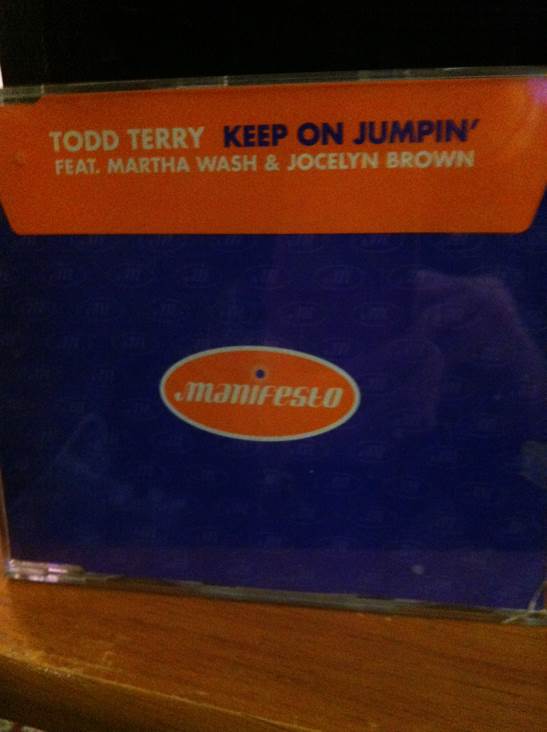 TODD TERRY KEEP ON JUMPIN'
FEAT. MARTHA WASH & JOCELYN BROWN
manifesto